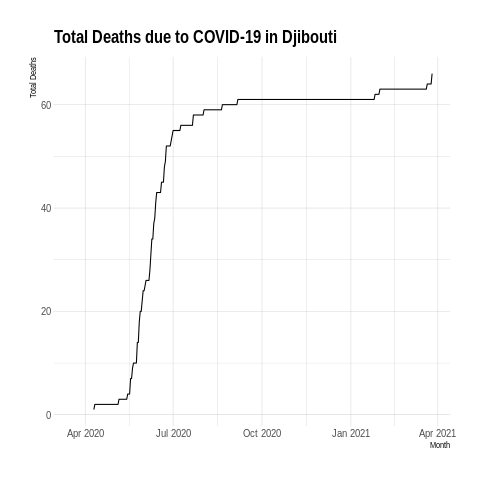 Total Deaths due to COVID-19 in Djibouti
Total Deaths
60
40
20
0
Apr 2020 Jul 2020 Oct 2020 Jan 2021 Apr 2021
Month